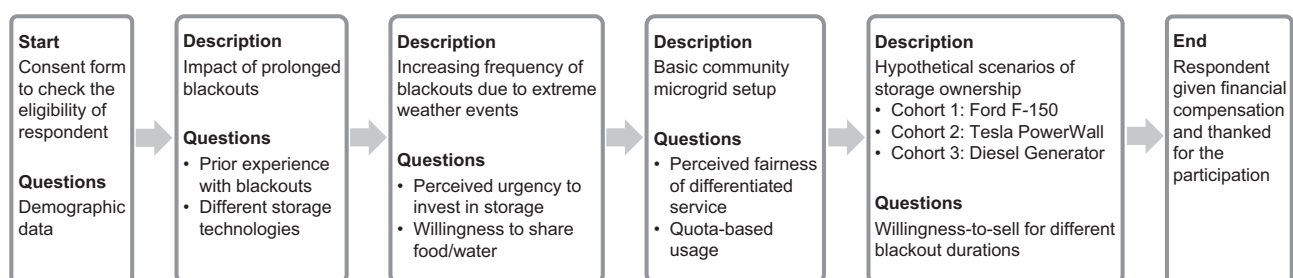 Start
Consent form
to check the
eligibility of
respondent
Questions
Demographic
data
Description
Impact of prolonged
blackouts
Questions
• Prior experience
with blackouts
• Different storage
technologies
Description
Increasing frequency of
blackouts due to extreme
weather events
Questions
• Perceived urgency to
invest in storage
• Willingness to share
food/water
Description
Basic community
microgrid setup
Questions
• Perceived fairness
of differentiated
service
• Quota-based
usage
Description
Hypothetical scenarios of
storage ownership
• Cohort 1: Ford F-150
• Cohort 2: Tesla PowerWall
• Cohort 3: Diesel Generator
Questions
Willingness-to-sell for different
blackout durations
End
Respondent
given financial
compensation
and thanked
for the
participation